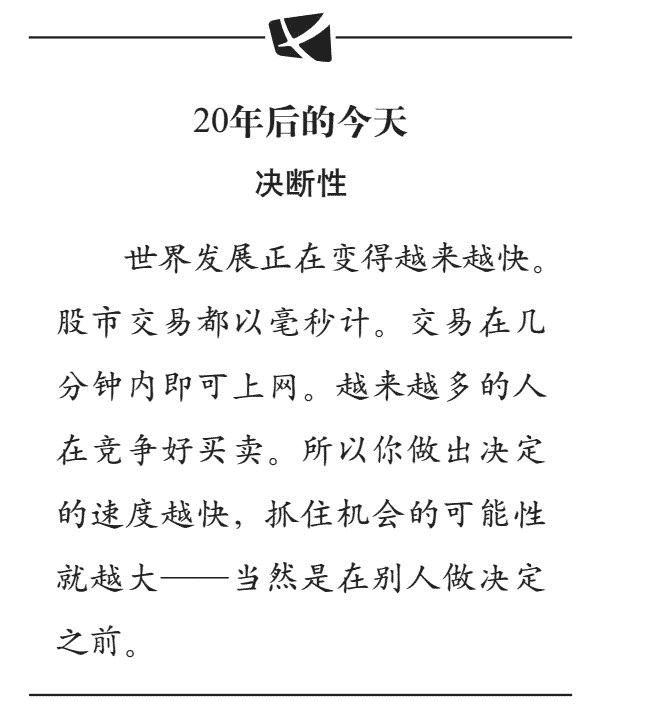 20年后的今天
决断性
世界发展正在变得越来越快。
股市交易都以毫秒计。交易在几
分钟内即可上网。越来越多的人
在竞争好买卖。所以你做出决定
的速度越快，抓住机会的可能性
就越大——当然是在别人做决定
之前。